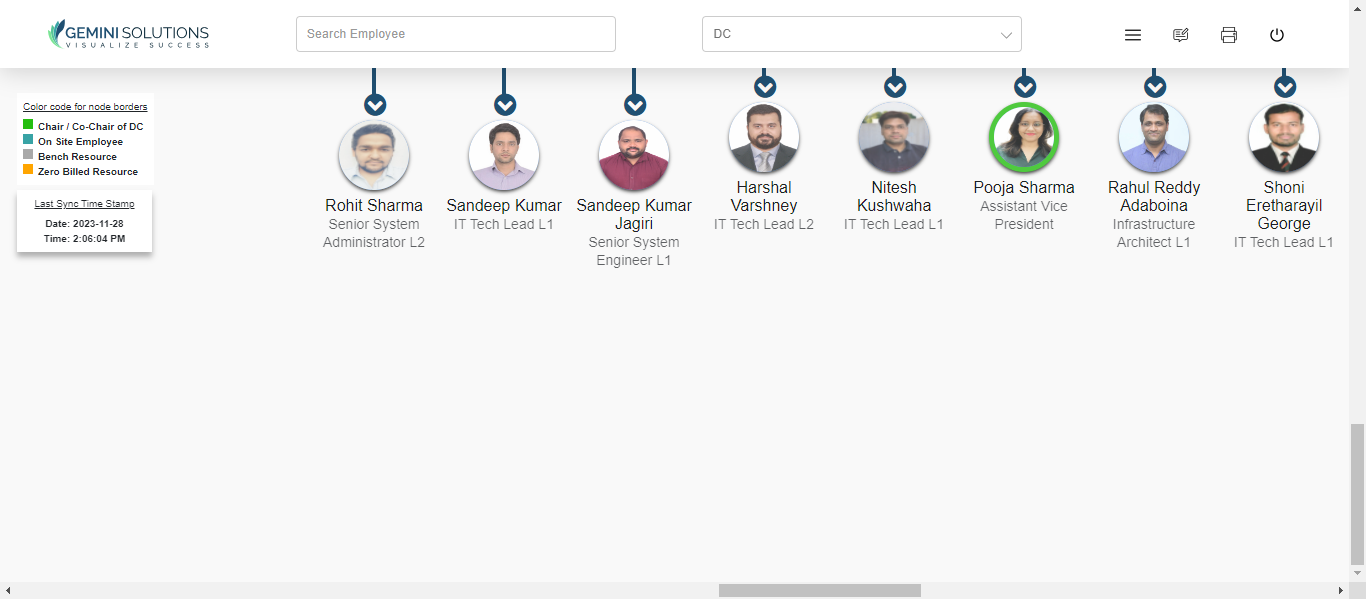 GEMINI SOLUTIONS
VISUALIZE SUCCESS
Search Employee
DC
Color code for node borders
Chair / Co-Chair of DC
On Site Employee
Bench Resource
Zero Billed Resource
Last Sync Time Stamp
Date: 2023-11-28
Time: 2:06:04 PM
Rohit Sharma
Senior System
Administrator L2
Sandeep Kumar
IT Tech Lead L1
Sandeep Kumar
Jagiri
Senior System
Engineer L1
Harshal
Varshney
IT Tech Lead L2
Nitesh
Kushwaha
IT Tech Lead L1
Pooja Sharma
Assistant Vice
President
Rahul Reddy
Adaboina
Infrastructure
Architect L1
Shoni
Eretharayil
George
IT Tech Lead L1